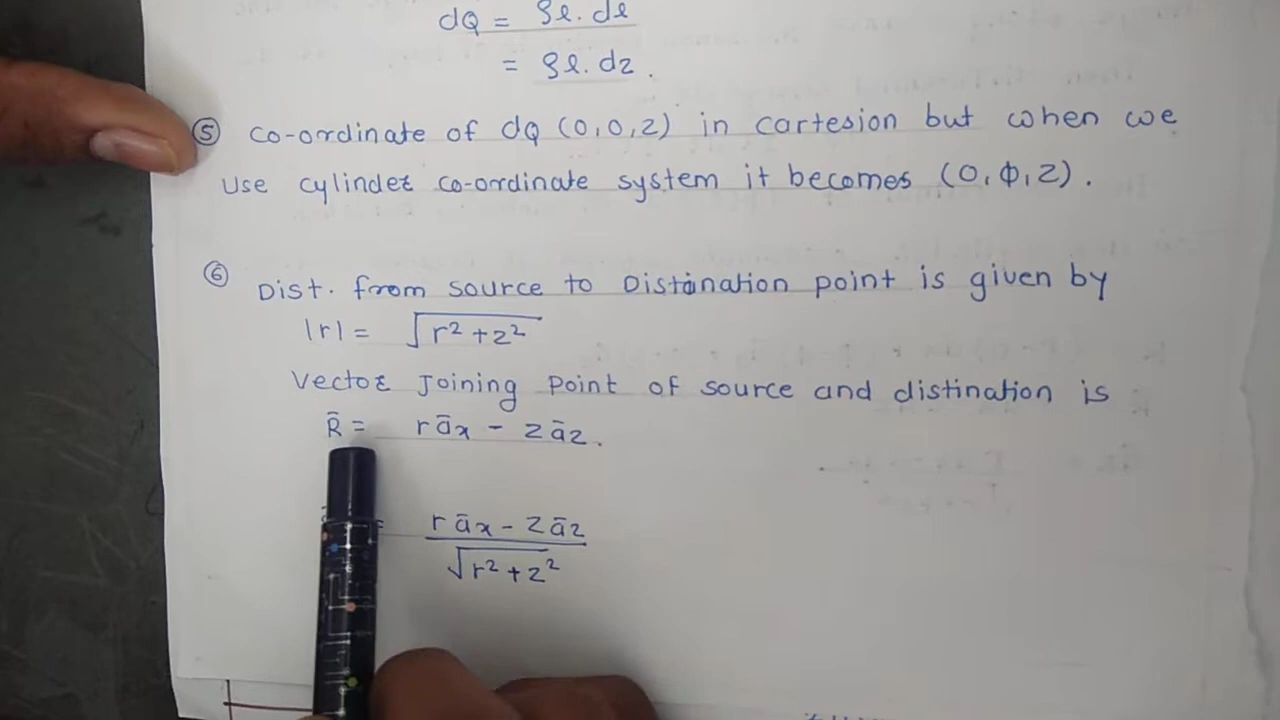 dQ = ρℓ. dℓ
= ρℓ. dz.
⑤ co-ordinate of dQ (0,0,z) in cartesion but when we
use cylinder co-ordinate system it becomes (0, ϕ, z).
⑥ Dist. from source to Distination point is given by
|r| = √r² + z²
vector Joining point of source and distination is
R̄ = r āx - z āz.
r āx - z āz
√r² + z²